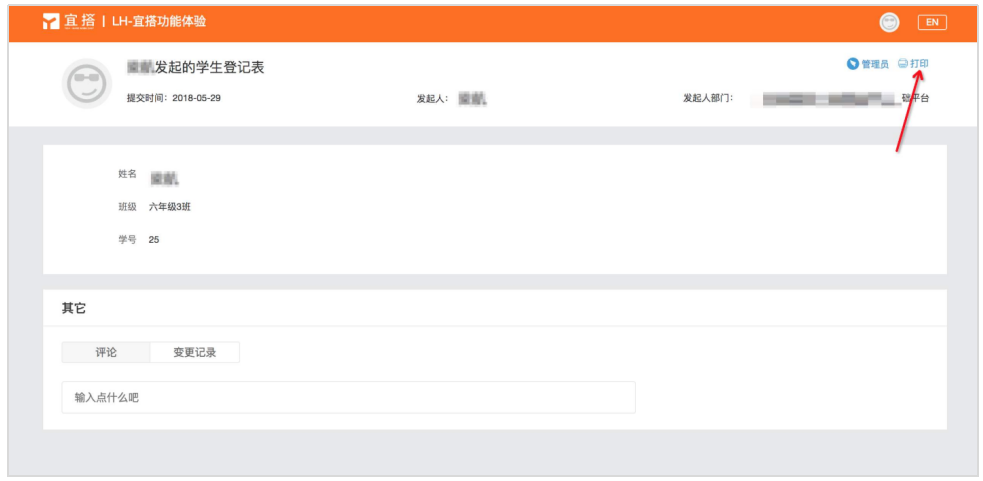 宜搭 | LH-宜搭功能体验
EN
发起的学生登记表
管理员 打印
提交时间：2018-05-29 发起人： 发起人部门： 础平台
姓名
班级 六年级3班
学号 25
其它
评论 变更记录
输入点什么吧